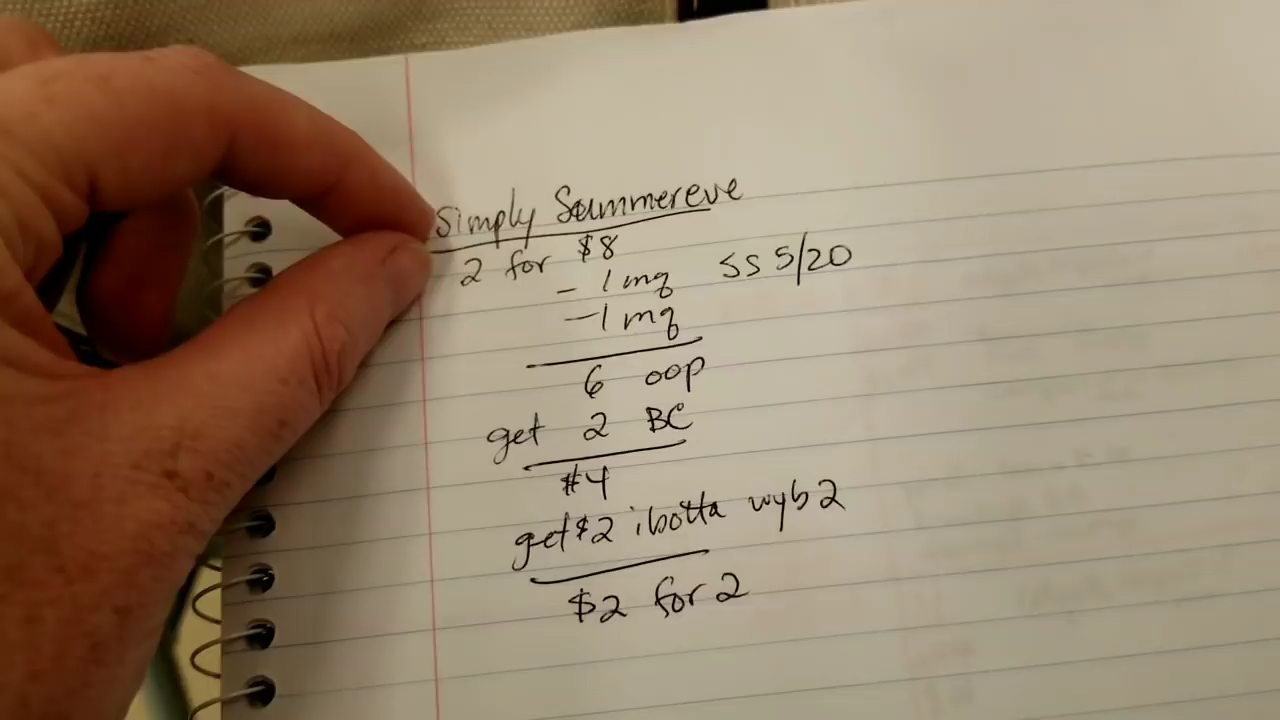 Simply Summereve
2 for $8
- 1 mq SS 5/20
-1 mq
6 oop
get 2 BC
$4
get $2 ibotta wyb 2
$2 for 2